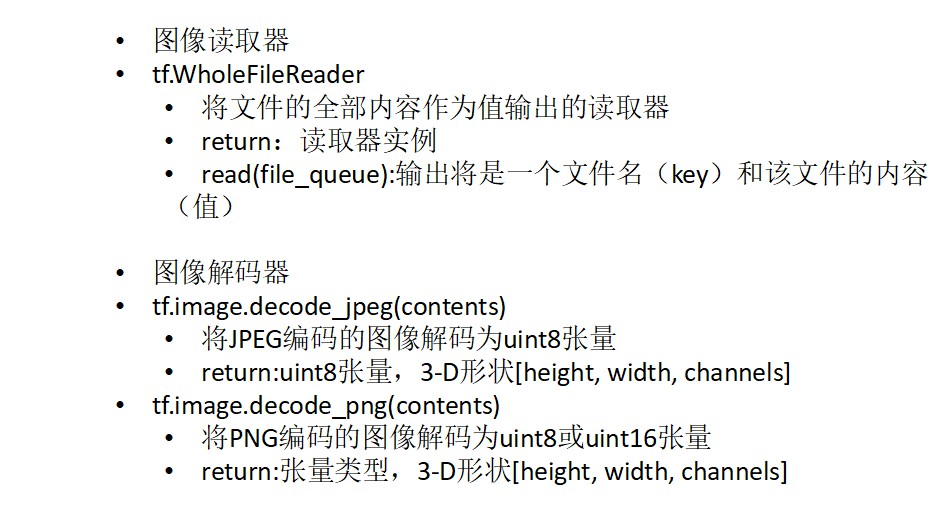 • 图像读取器
• tf.WholeFileReader
• 将文件的全部内容作为值输出的读取器
• return：读取器实例
• read(file_queue):输出将是一个文件名（key）和该文件的内容
（值）
• 图像解码器
• tf.image.decode_jpeg(contents)
• 将JPEG编码的图像解码为uint8张量
• return:uint8张量，3-D形状[height, width, channels]
• tf.image.decode_png(contents)
• 将PNG编码的图像解码为uint8或uint16张量
• return:张量类型，3-D形状[height, width, channels]